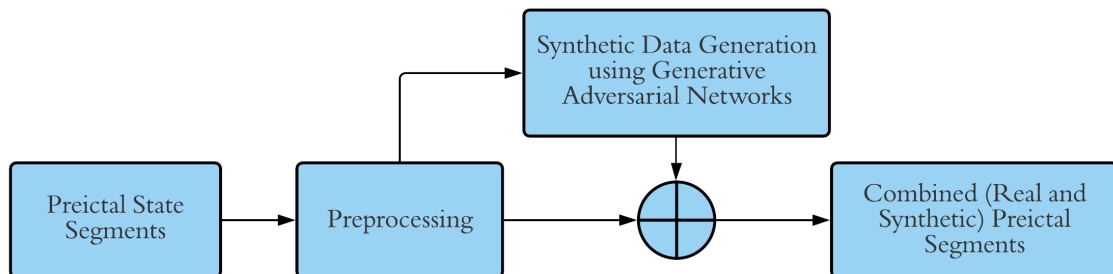 Synthetic Data Generation
using Generative
Adversarial Networks
Preictal State
Segments
Preprocessing
Combined (Real and
Synthetic) Preictal
Segments